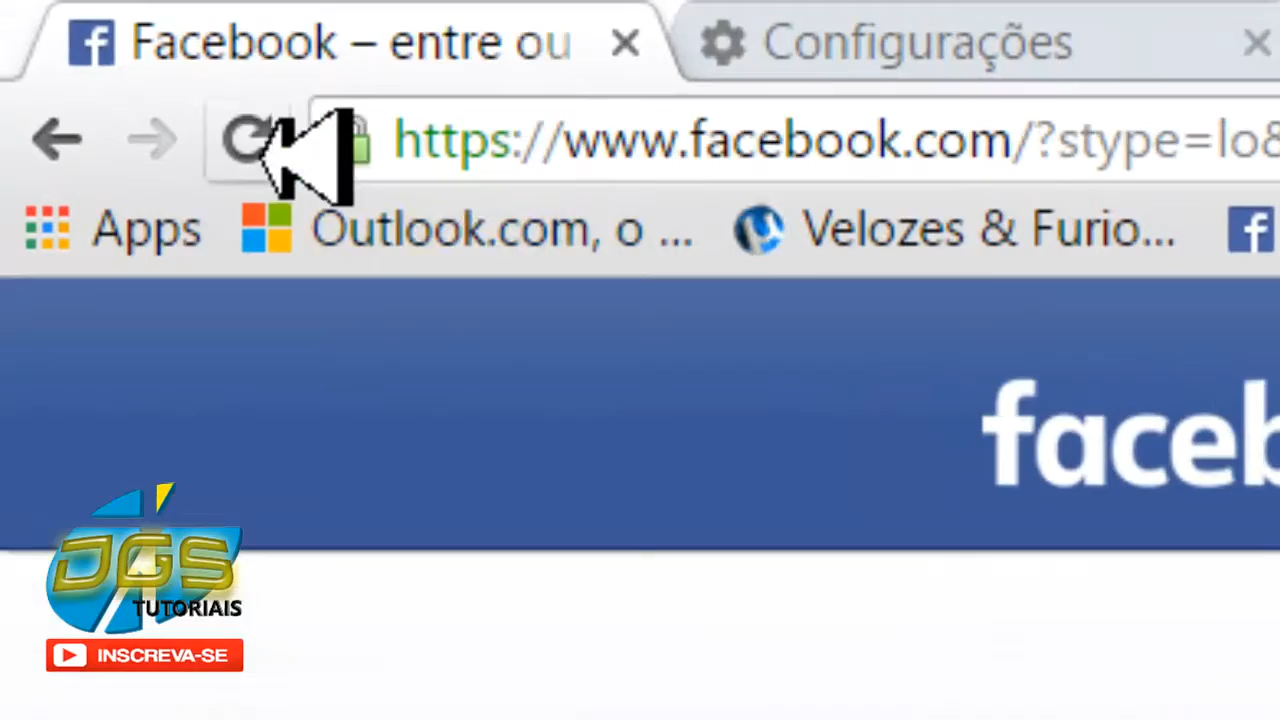 Facebook – entre ou
Configurações
https://www.facebook.com/?stype=lo&
Apps
Outlook.com, o ...
Velozes & Furio...
faceb
DGS
TUTORIAIS
INSCREVA-SE